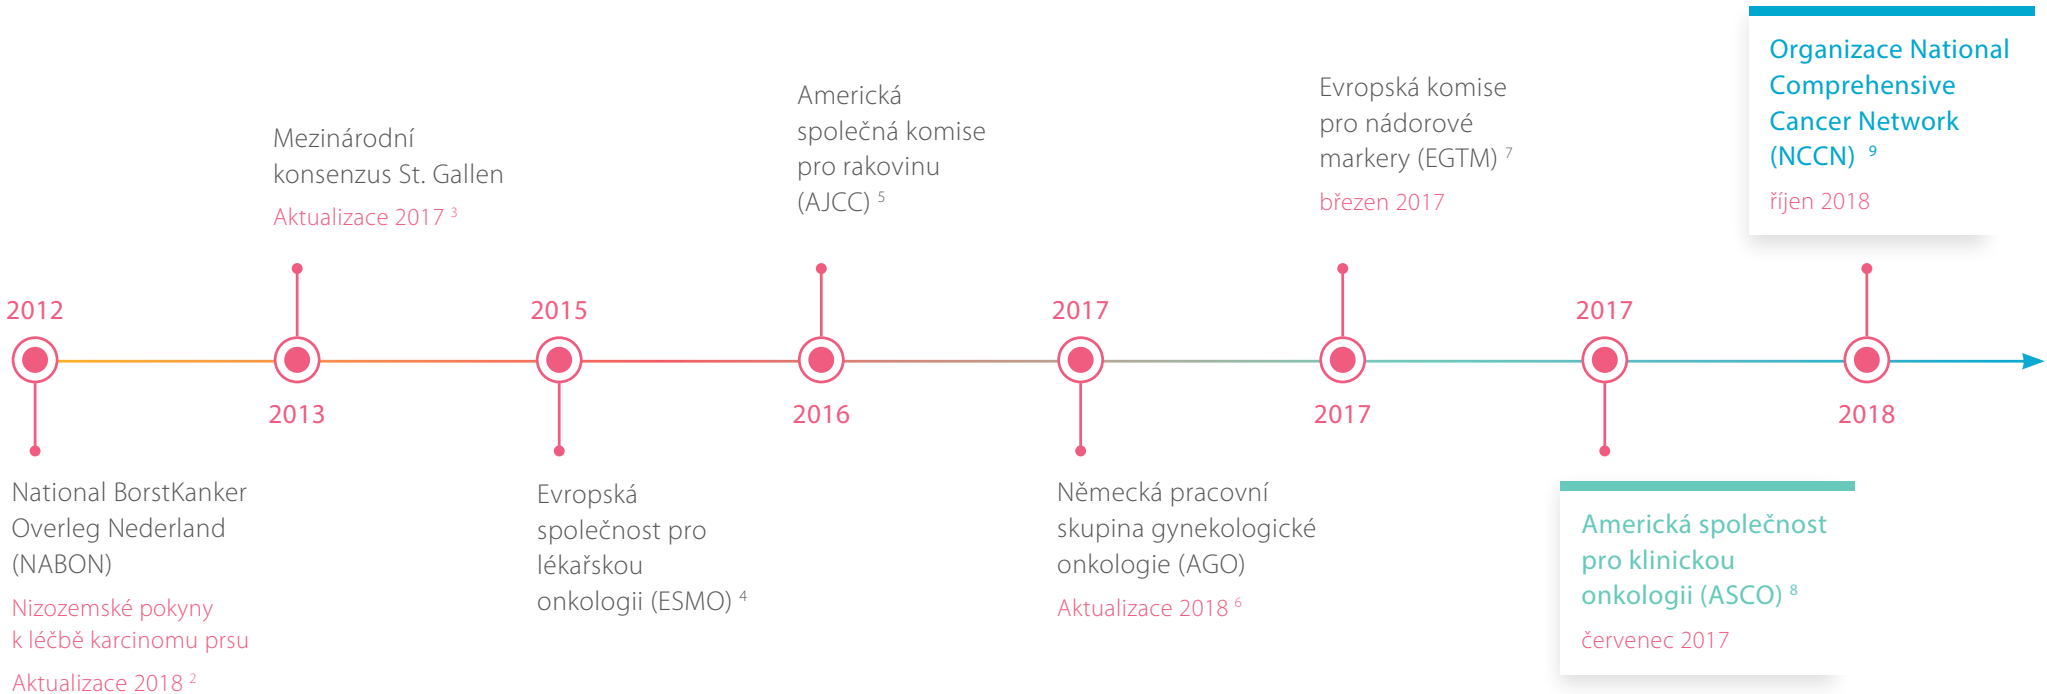 2012
National BorstKanker
Overleg Nederland
(NABON)
Nizozemské pokyny
k léčbě karcinomu prsu
Aktualizace 2018 2
Mezinárodní
konsenzus St. Gallen
Aktualizace 2017 3
2013
2015
Evropská
společnost pro
lékařskou
onkologii (ESMO) 4
Americká
společná komise
pro rakovinu
(AJCC) 5
2016
2017
Německá pracovní
skupina gynekologické
onkologie (AGO)
Aktualizace 2018 6
Evropská komise
pro nádorové
markery (EGTM) 7
březen 2017
2017
2017
Americká společnost
pro klinickou
onkologii (ASCO) 8
červenec 2017
Organizace National
Comprehensive
Cancer Network
(NCCN) 9
říjen 2018
2018